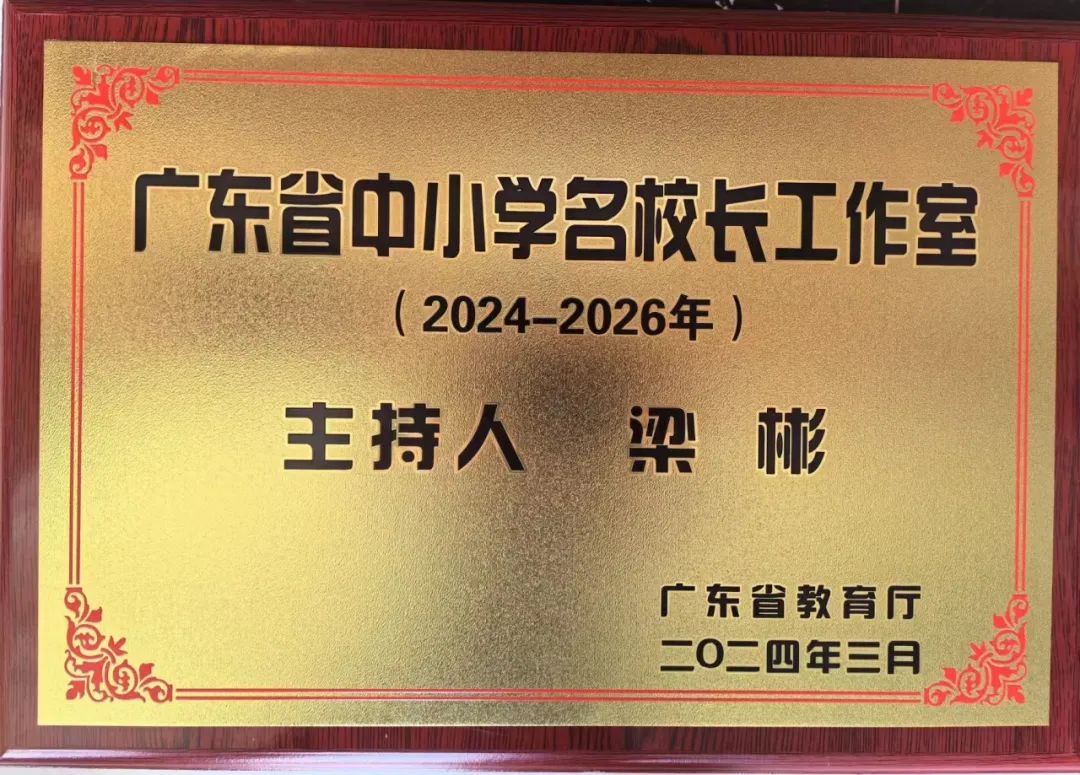 广东省中小学名校长工作室
（2024-2026年）
主持人 梁 彬
广东省教育厅
二〇二四年三月